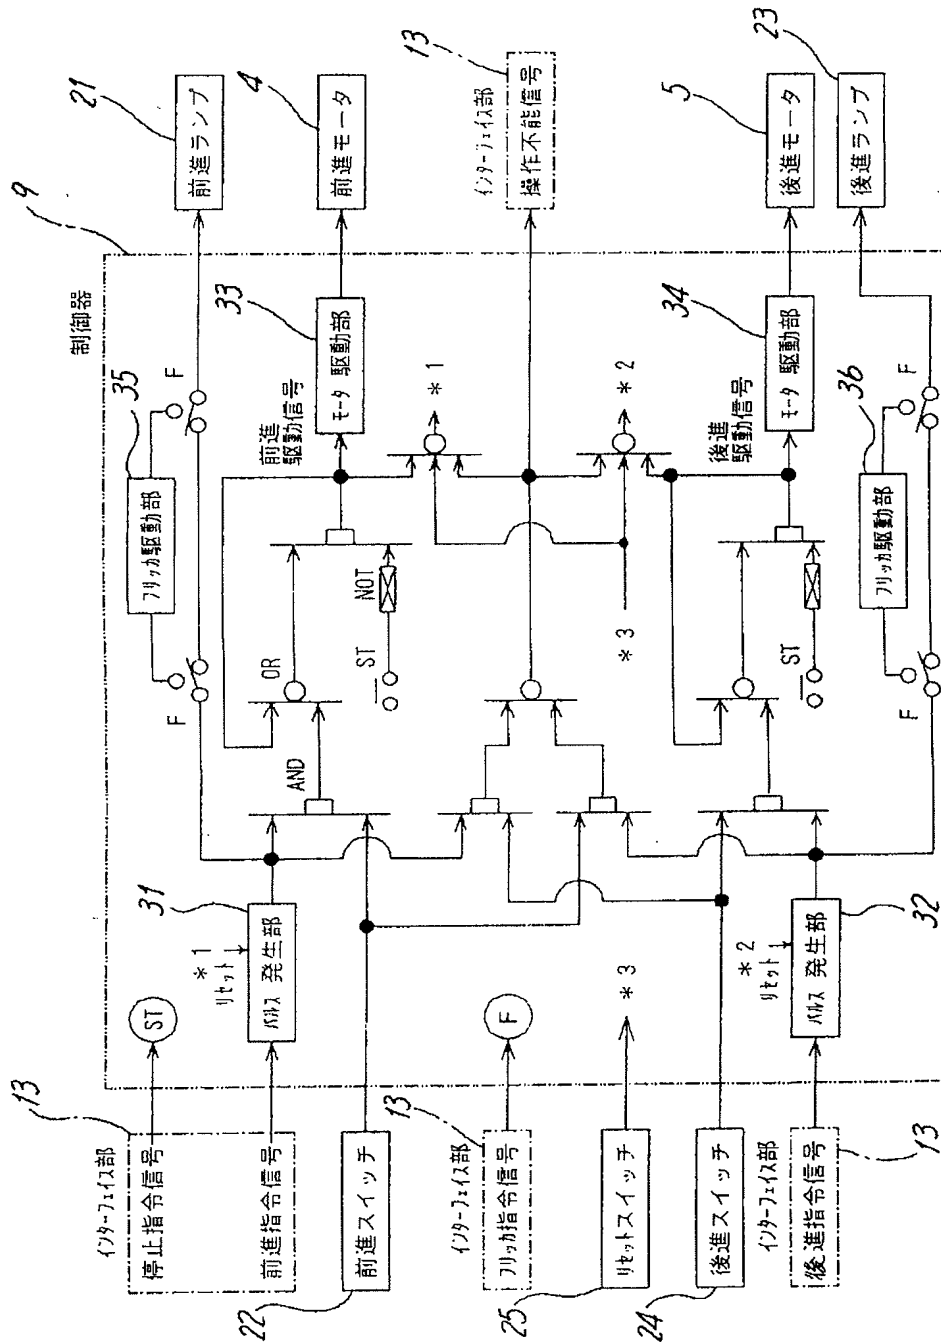 制御器
9
インターフェイス部
13
停止指令信号
前進指令信号
ST
*1
リセット
パルス 発生部
31
前進スイッチ
22
インターフェイス部
13
フリッカ指令信号
F
リセットスイッチ
25
*3
後進スイッチ
24
インターフェイス部
後進指令信号
13
*2
リセット
パルス 発生部
32
AND
OR
ST
NOT
*3
ST
F
フリッカ駆動部
35
F
前進
駆動信号
モータ 駆動部
33
*1
*2
後進
駆動信号
モータ 駆動部
34
F
フリッカ駆動部
36
F
前進ランプ
21
前進モータ
4
インターフェイス部
13
操作不能信号
後進モータ
5
後進ランプ
23